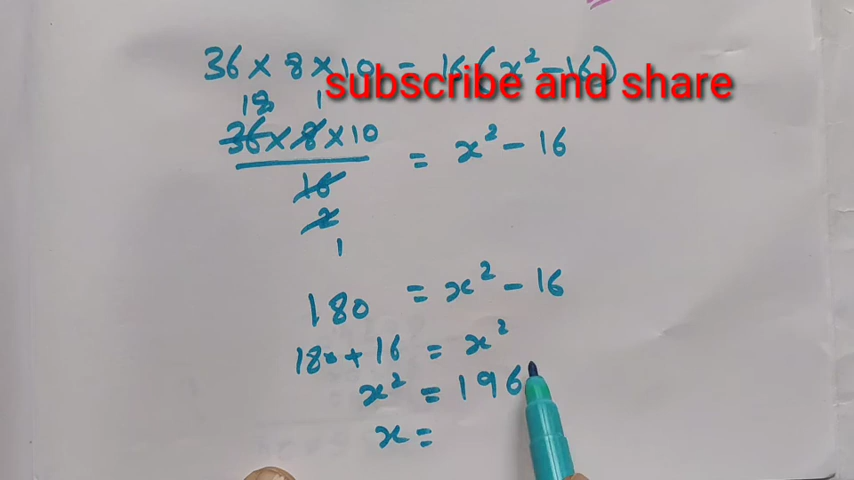 36 × 8 × 10 = 16 (x² - 16)
subscribe and share
18 1
36 × 8 × 10 = x² - 16
16
2
1
180 = x² - 16
180 + 16 = x²
x² = 196
x =